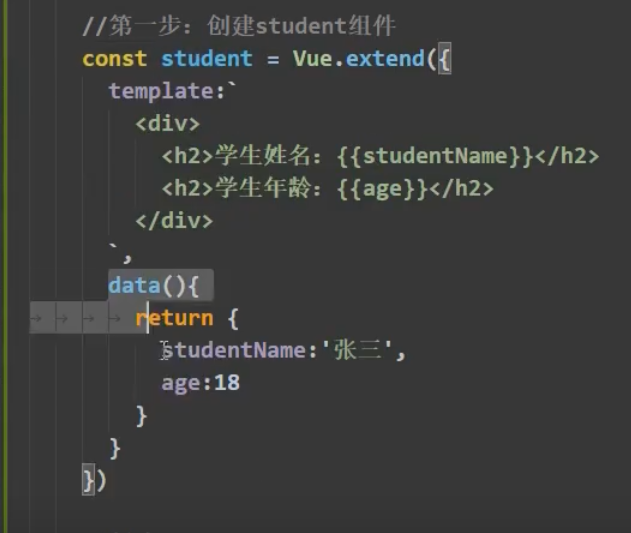 //第一步：创建student组件
const student = Vue.extend({
template:`
<div>
<h2>学生姓名：{{studentName}}</h2>
<h2>学生年龄：{{age}}</h2>
</div>
`,
data(){
return {
studentName:'张三',
age:18
}
}
})